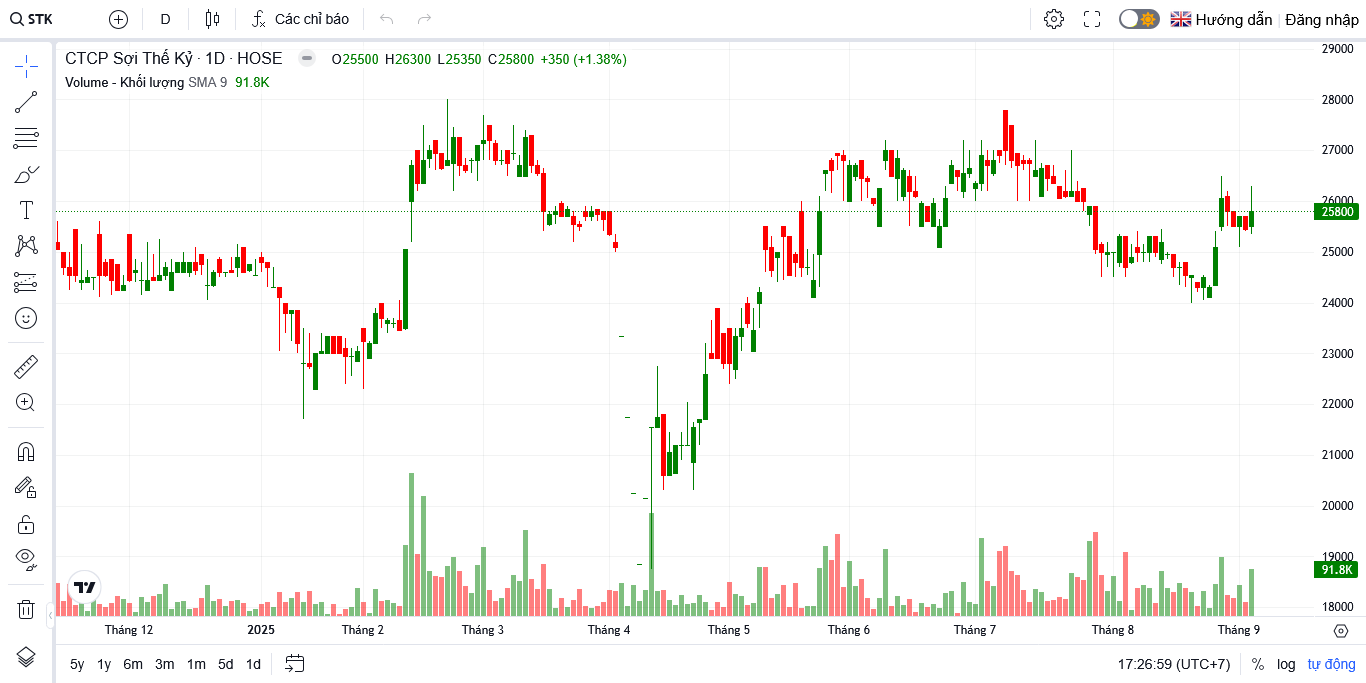 STK D Các chỉ báo Hướng dẫn Đăng nhập
CTCP Sợi Thế Kỷ · 1D · HOSE O25500 H26300 L25350 C25800 +350 (+1.38%)
Volume - Khối lượng SMA 9 91.8K
29000
28000
27000
26000
25800
25000
24000
23000
22000
21000
20000
19000
91.8K
18000
Tháng 12 2025 Tháng 2 Tháng 3 Tháng 4 Tháng 5 Tháng 6 Tháng 7 Tháng 8 Tháng 9
5y 1y 6m 3m 1m 5d 1d 17:26:59 (UTC+7) % log tự động